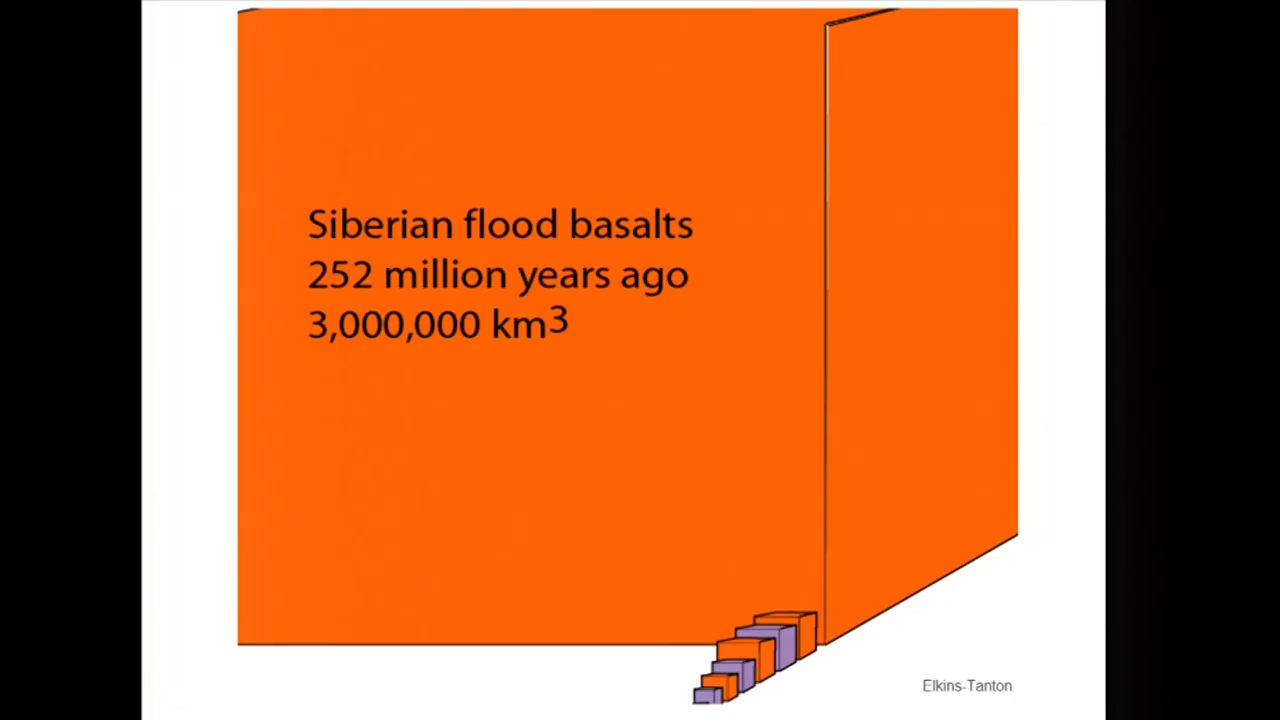 Siberian flood basalts
252 million years ago
3,000,000 km³
Elkins-Tanton